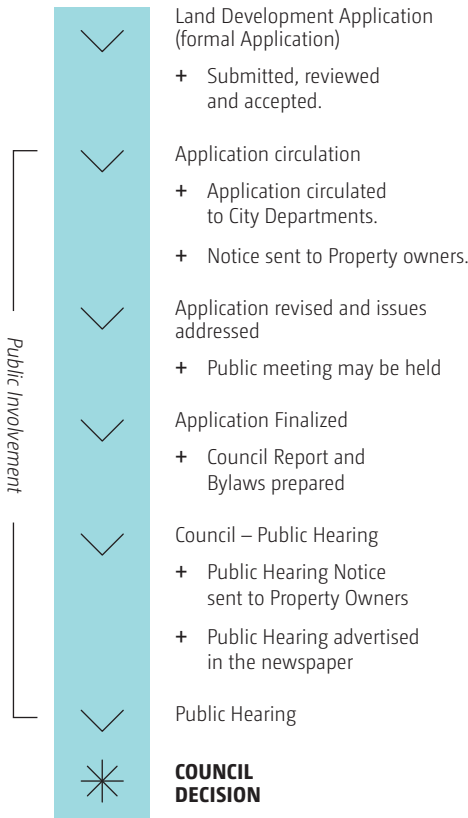 Land Development Application
(formal Application)
+ Submitted, reviewed
and accepted.
Application circulation
+ Application circulated
to City Departments.
+ Notice sent to Property owners.
Application revised and issues
addressed
+ Public meeting may be held
Application Finalized
+ Council Report and
Bylaws prepared
Council – Public Hearing
+ Public Hearing Notice
sent to Property Owners
+ Public Hearing advertised
in the newspaper
Public Hearing
COUNCIL
DECISION
Public Involvement